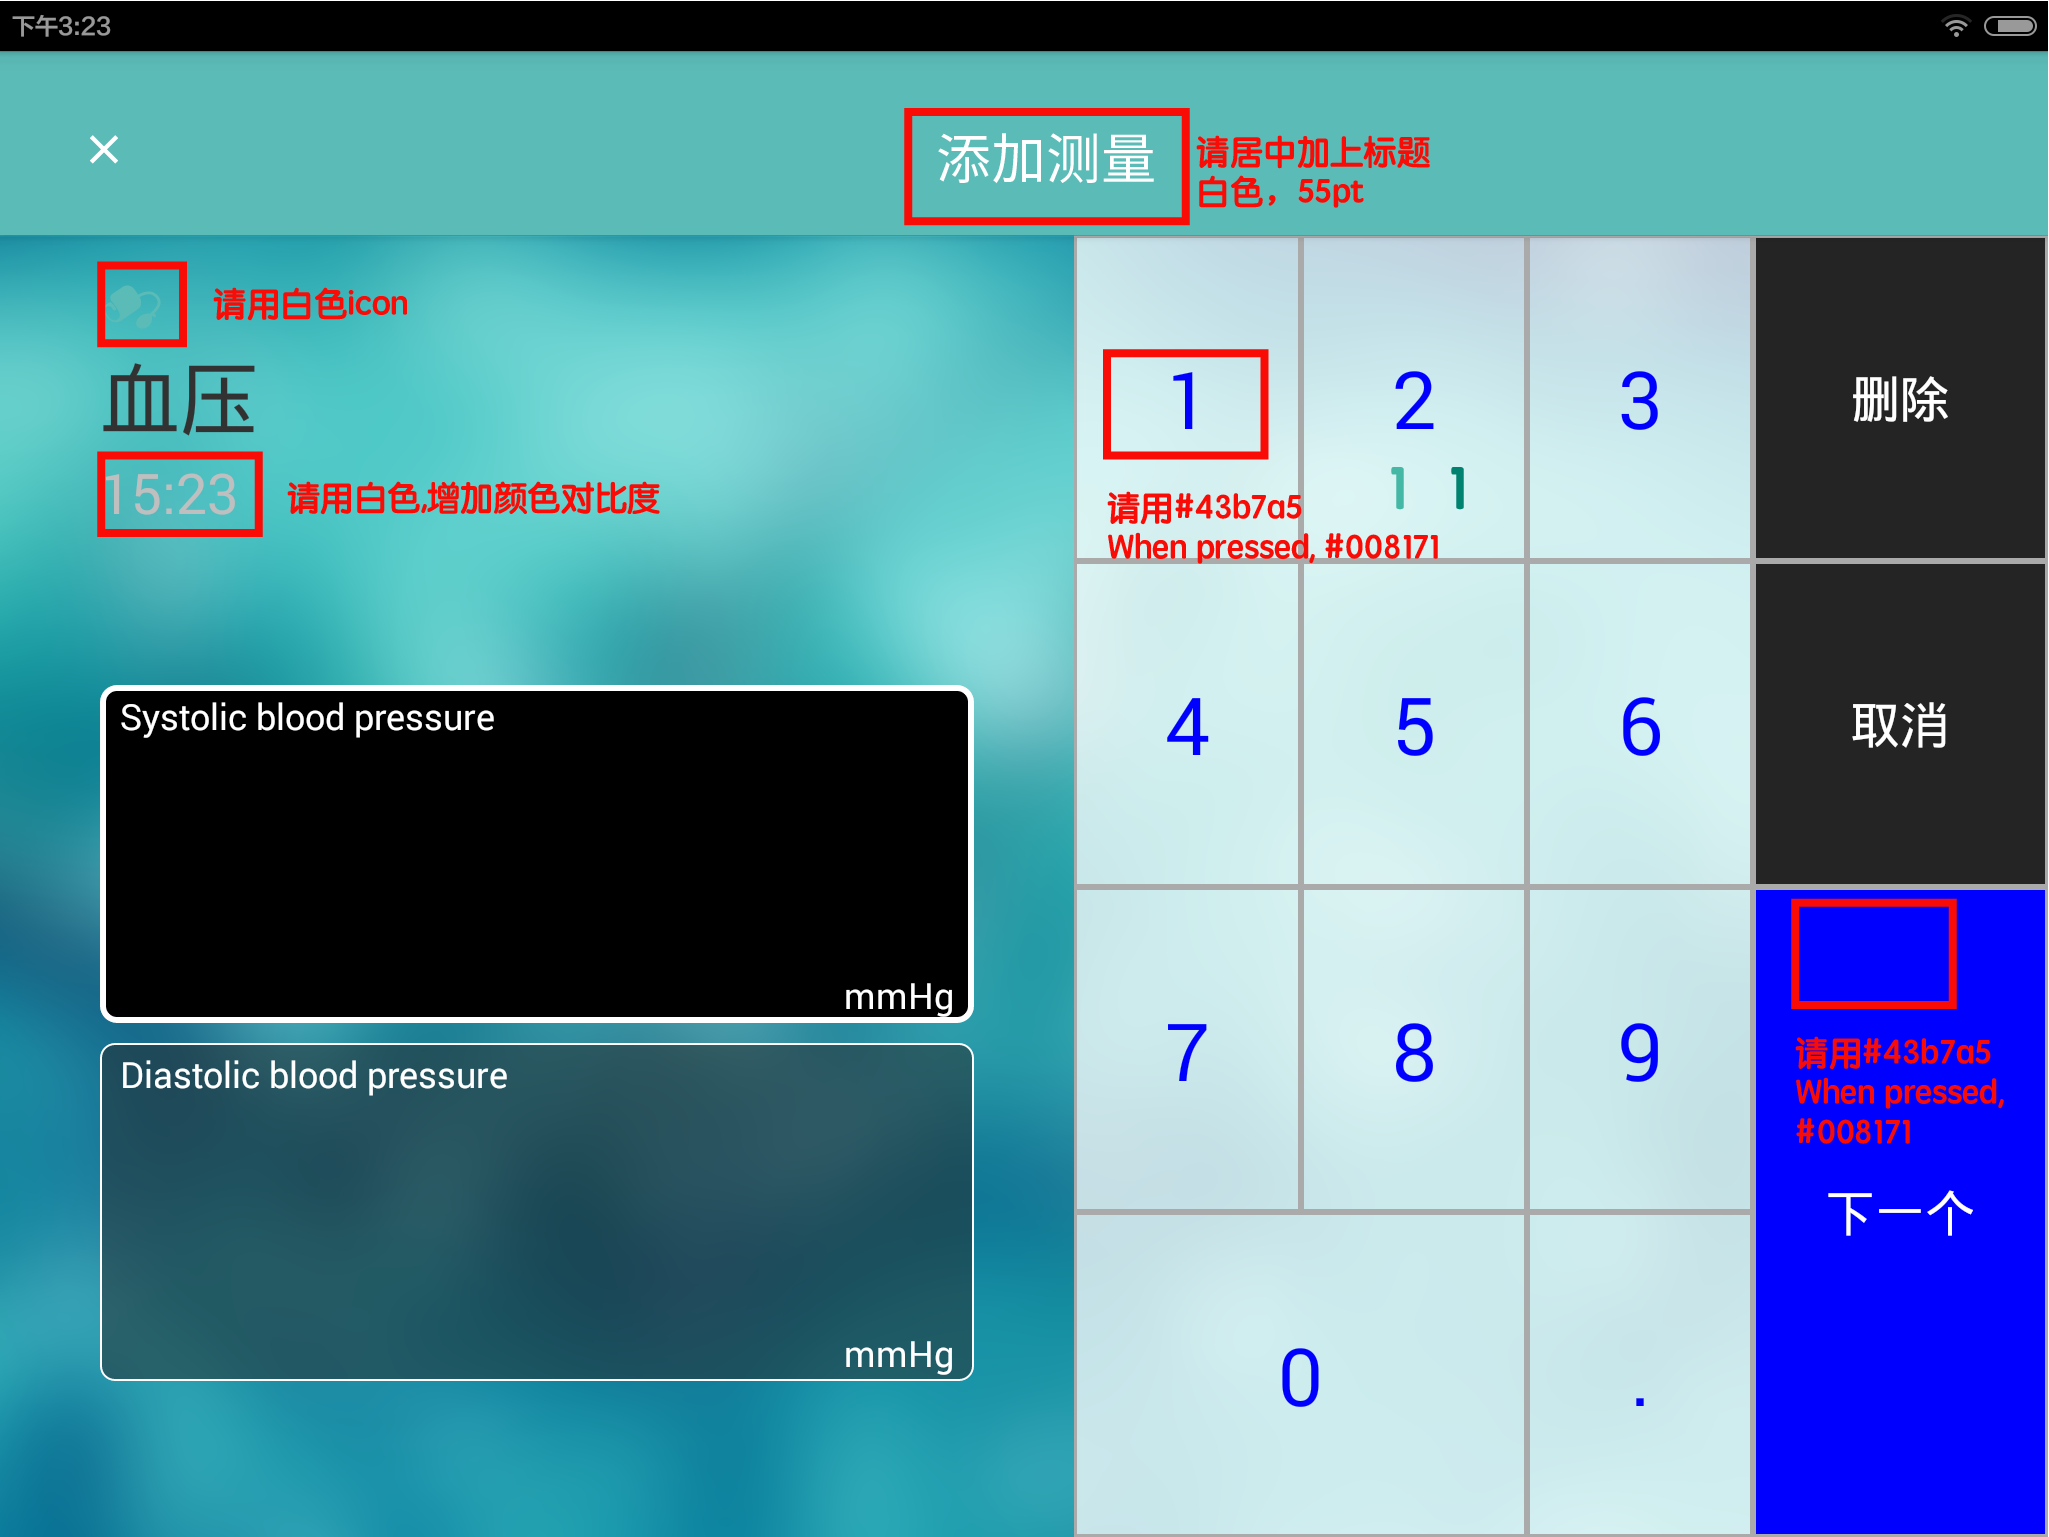 下午3:23
添加测量
请居中加上标题
白色，55pt
请用白色icon
血压
15:23
请用白色,增加颜色对比度
Systolic blood pressure
mmHg
Diastolic blood pressure
mmHg
1
2
3
删除
1 1
请用#43b7a5
When pressed, #008171
4
5
6
取消
7
8
9
请用#43b7a5
When pressed,
#008171
下一个
0
.